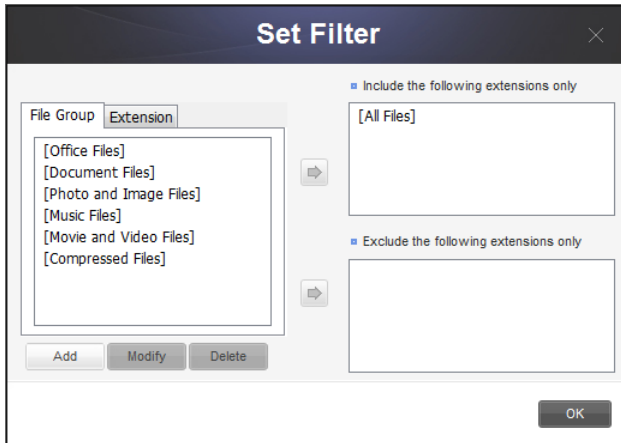 Set Filter
Include the following extensions only
File Group Extension
[All Files]
[Office Files]
[Document Files]
[Photo and Image Files]
[Music Files]
[Movie and Video Files]
[Compressed Files]
Exclude the following extensions only
Add Modify Delete
OK